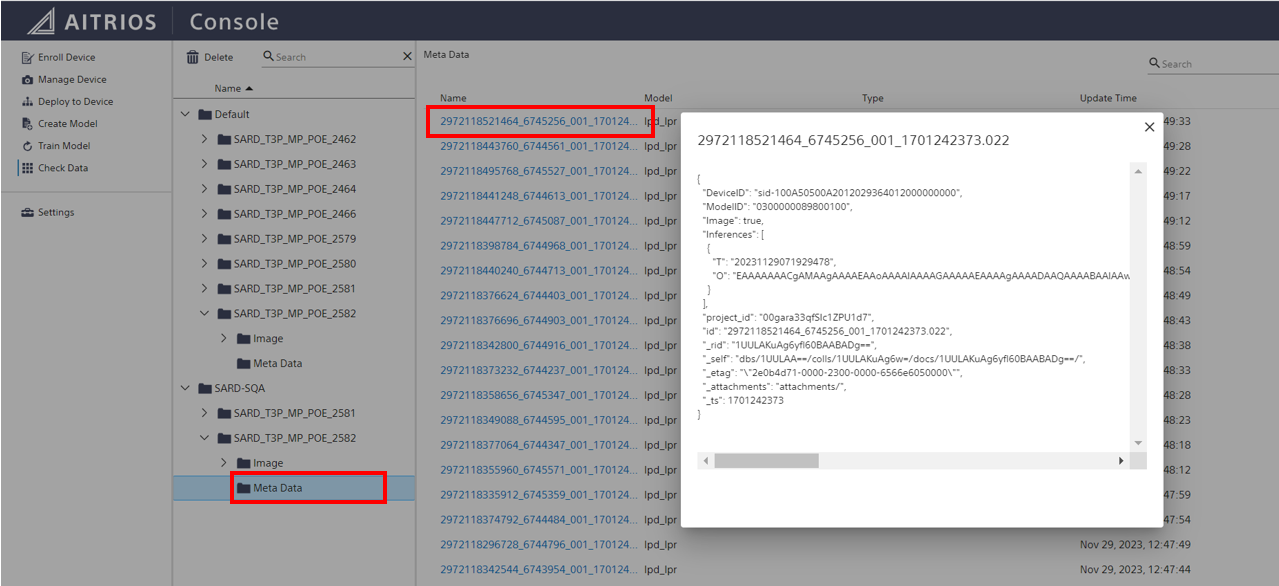 AITRIOS Console
Enroll Device
Manage Device
Deploy to Device
Create Model
Train Model
Check Data
Settings
Delete
Search
Name
Default
SARD_T3P_MP_POE_2462
SARD_T3P_MP_POE_2463
SARD_T3P_MP_POE_2464
SARD_T3P_MP_POE_2466
SARD_T3P_MP_POE_2579
SARD_T3P_MP_POE_2580
SARD_T3P_MP_POE_2581
SARD_T3P_MP_POE_2582
Image
Meta Data
SARD-SQA
SARD_T3P_MP_POE_2581
SARD_T3P_MP_POE_2582
Image
Meta Data
Meta Data
Search
Name Model Type Update Time
2972118521464_6745256_001_170124... lpd_lpr 49:33
2972118443760_6744561_001_170124... lpd_lpr 49:28
2972118495768_6745527_001_170124... lpd_lpr 49:22
2972118441248_6744613_001_170124... lpd_lpr 49:17
2972118447712_6745087_001_170124... lpd_lpr 49:12
2972118398784_6744968_001_170124... lpd_lpr 48:59
2972118440240_6744713_001_170124... lpd_lpr 48:54
2972118376624_6744403_001_170124... lpd_lpr 48:49
2972118376696_6744903_001_170124... lpd_lpr 48:43
2972118342800_6744916_001_170124... lpd_lpr 48:38
2972118373232_6744237_001_170124... lpd_lpr 48:33
2972118358656_6745347_001_170124... lpd_lpr 48:28
2972118349088_6744595_001_170124... lpd_lpr 48:23
2972118377064_6744347_001_170124... lpd_lpr 48:18
2972118355960_6745571_001_170124... lpd_lpr 48:12
2972118335912_6745359_001_170124... lpd_lpr 47:59
2972118374792_6744484_001_170124... lpd_lpr 47:54
2972118296728_6744796_001_170124... lpd_lpr Nov 29, 2023, 12:47:49
2972118342544_6743954_001_170124... lpd_lpr Nov 29, 2023, 12:47:44
2972118521464_6745256_001_1701242373.022
{
"DeviceID": "sid-100A50500A2012029364012000000000",
"ModelID": "0300000089800100",
"Image": true,
"Inferences": [
{
"T": "20231129071929478",
"O": "EAAAAAAACgAMAAgAAAAEAAoAAAAIAAAAGAAAAAEAAAAgAAAADAAQAAAABAAIAAw
}
],
"project_id": "00gara33qfSIc1ZPU1d7",
"id": "2972118521464_6745256_001_1701242373.022",
"_rid": "1UULAKuAg6yfI60BAABADg==",
"_self": "dbs/1UULAA==/colls/1UULAKuAg6w=/docs/1UULAKuAg6yfI60BAABADg==/",
"_etag": "\"2e0b4d71-0000-2300-0000-6566e6050000\"",
"_attachments": "attachments/",
"_ts": 1701242373
}